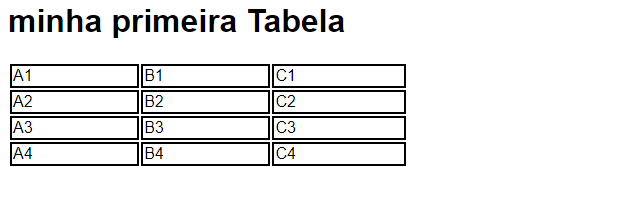 minha primeira Tabela
A1 B1 C1
A2 B2 C2
A3 B3 C3
A4 B4 C4